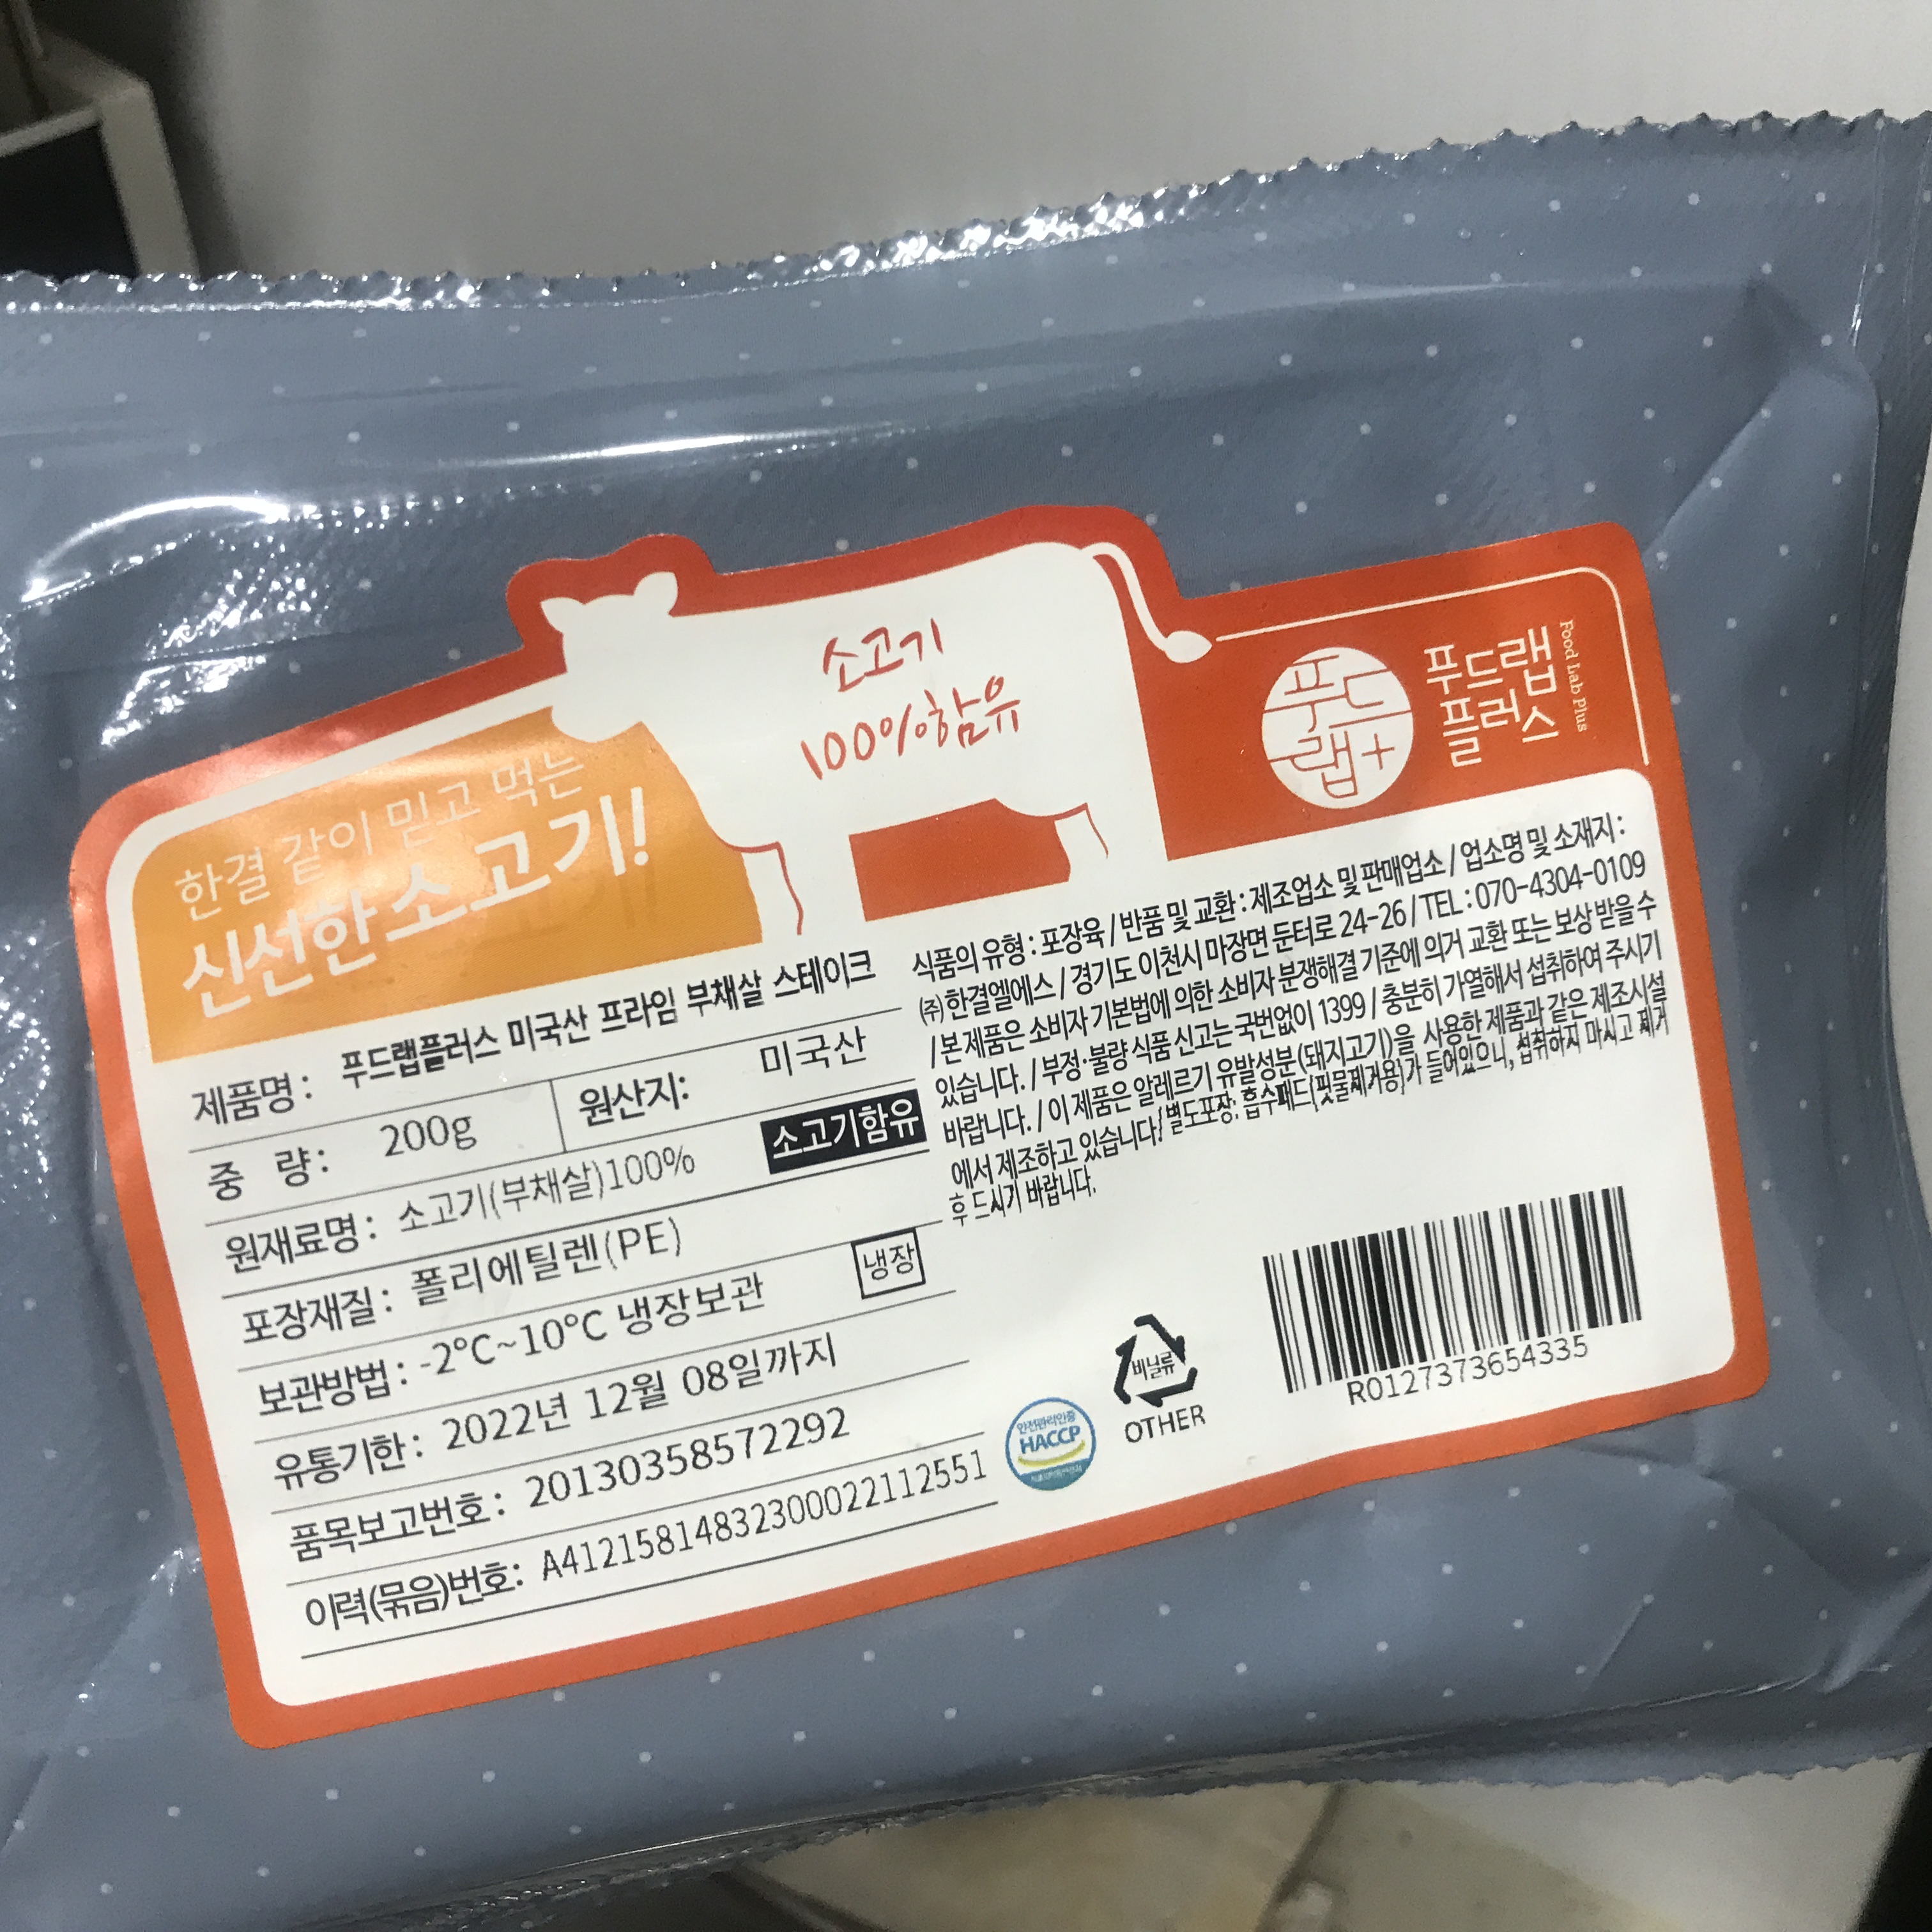 소고기
100%함유
푸드
랩+
푸드랩
플러스
Food Lab Plus
한결 같이 믿고 먹는
신선한 소고기!
제품명: 푸드랩플러스 미국산 프라임 부채살 스테이크
중 량: 200g 원산지: 미국산
원재료명: 소고기(부채살)100% 소고기함유
포장재질: 폴리에틸렌(PE)
보관방법: -2°C~10°C 냉장보관 냉장
유통기한: 2022년 12월 08일까지
품목보고번호: 20130358572292
이력(묶음)번호: A41215814832300022112551
식품의 유형 : 포장육 / 반품 및 교환 : 제조업소 및 판매업소 / 업소명 및 소재지 :
㈜한결엘에스 / 경기도 이천시 마장면 둔터로 24-26 / TEL : 070-4304-0109
/ 본 제품은 소비자 기본법에 의한 소비자 분쟁해결 기준에 의거 교환 또는 보상 받을 수
있습니다. / 부정·불량 식품 신고는 국번없이 1399 / 충분히 가열해서 섭취하여 주시기
바랍니다. / 이 제품은 알레르기 유발성분(돼지고기)을 사용한 제품과 같은 제조시설
에서 제조하고 있습니다/ 별도포장: 흡수패드(핏물제거용)가 들어있으니, 섭취하지 마시고 제거
후 드시기 바랍니다.
안전관리인증
HACCP
비닐류
OTHER
R0127373654335